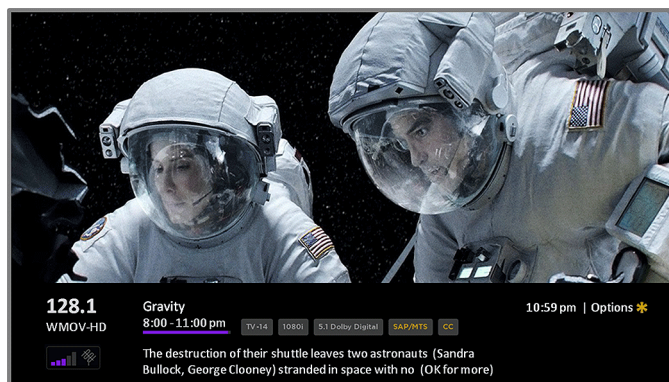 128.1
WMOV-HD
Gravity
8:00 - 11:00 pm
TV-14
1080i
5.1 Dolby Digital
SAP/MTS
CC
10:59 pm | Options *
The destruction of their shuttle leaves two astronauts (Sandra
Bullock, George Clooney) stranded in space with no (OK for more)